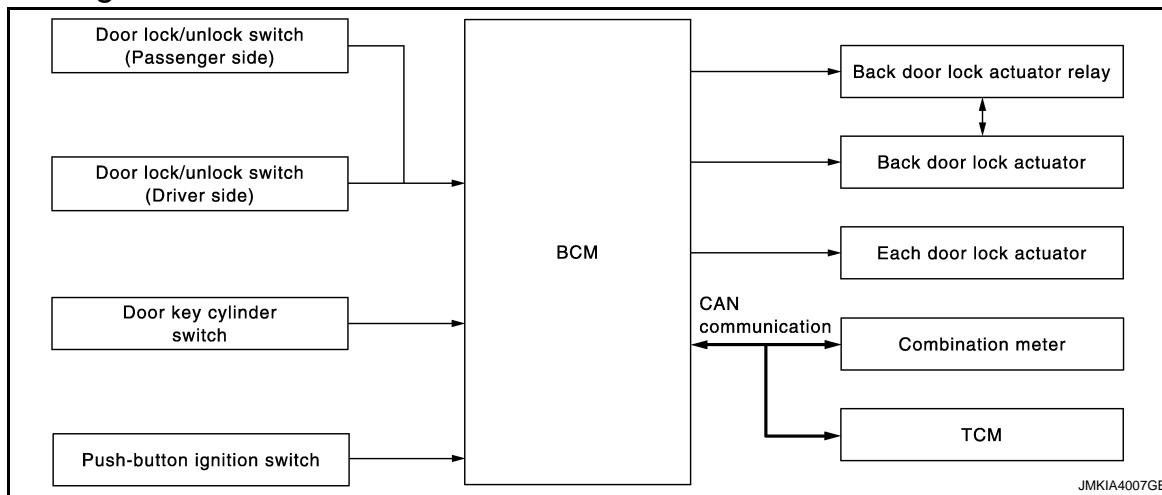 Door lock/unlock switch
(Passenger side)
Door lock/unlock switch
(Driver side)
Door key cylinder
switch
Push-button ignition switch
BCM
CAN
communication
Back door lock actuator relay
Back door lock actuator
Each door lock actuator
Combination meter
TCM
JMKIA4007GB